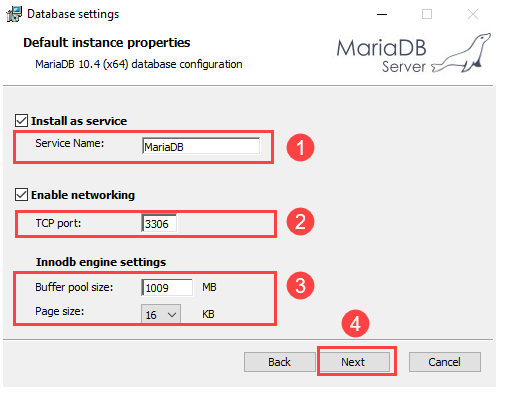 Database settings
Default instance properties
MariaDB 10.4 (x64) database configuration
MariaDB
Server
Install as service
Service Name: MariaDB
1
Enable networking
TCP port: 3306
2
Innodb engine settings
Buffer pool size: 1009 MB
3
Page size: 16 KB
4
Back Next Cancel